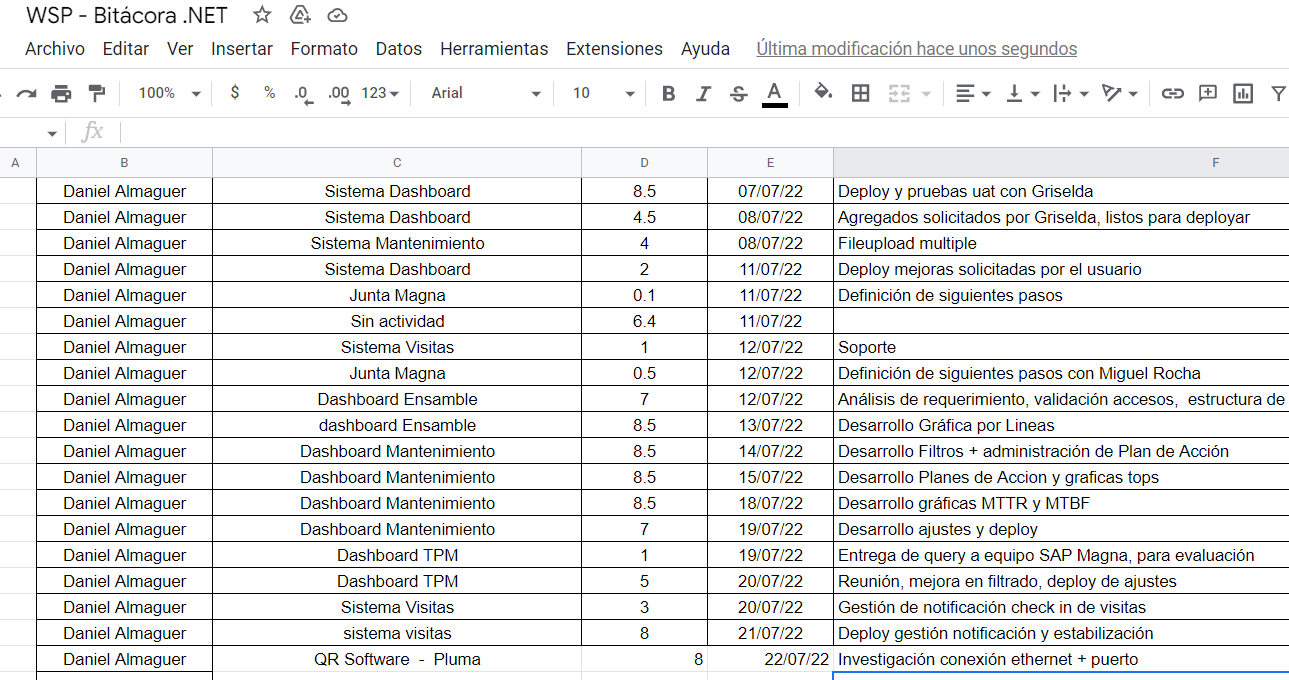 WSP - Bitácora .NET
Archivo Editar Ver Insertar Formato Datos Herramientas Extensiones Ayuda Última modificación hace unos segundos
100% $ % .0 .00 123 Arial 10 B I S A
fx
A B C D E F
Daniel Almaguer Sistema Dashboard 8.5 07/07/22 Deploy y pruebas uat con Griselda
Daniel Almaguer Sistema Dashboard 4.5 08/07/22 Agregados solicitados por Griselda, listos para deployar
Daniel Almaguer Sistema Mantenimiento 4 08/07/22 Fileupload multiple
Daniel Almaguer Sistema Dashboard 2 11/07/22 Deploy mejoras solicitadas por el usuario
Daniel Almaguer Junta Magna 0.1 11/07/22 Definición de siguientes pasos
Daniel Almaguer Sin actividad 6.4 11/07/22
Daniel Almaguer Sistema Visitas 1 12/07/22 Soporte
Daniel Almaguer Junta Magna 0.5 12/07/22 Definición de siguientes pasos con Miguel Rocha
Daniel Almaguer Dashboard Ensamble 7 12/07/22 Análisis de requerimiento, validación accesos, estructura de
Daniel Almaguer dashboard Ensamble 8.5 13/07/22 Desarrollo Gráfica por Lineas
Daniel Almaguer Dashboard Mantenimiento 8.5 14/07/22 Desarrollo Filtros + administración de Plan de Acción
Daniel Almaguer Dashboard Mantenimiento 8.5 15/07/22 Desarrollo Planes de Accion y graficas tops
Daniel Almaguer Dashboard Mantenimiento 8.5 18/07/22 Desarrollo gráficas MTTR y MTBF
Daniel Almaguer Dashboard Mantenimiento 7 19/07/22 Desarrollo ajustes y deploy
Daniel Almaguer Dashboard TPM 1 19/07/22 Entrega de query a equipo SAP Magna, para evaluación
Daniel Almaguer Dashboard TPM 5 20/07/22 Reunión, mejora en filtrado, deploy de ajustes
Daniel Almaguer Sistema Visitas 3 20/07/22 Gestión de notificación check in de visitas
Daniel Almaguer sistema visitas 8 21/07/22 Deploy gestión notificación y estabilización
Daniel Almaguer QR Software - Pluma 8 22/07/22 Investigación conexión ethernet + puerto